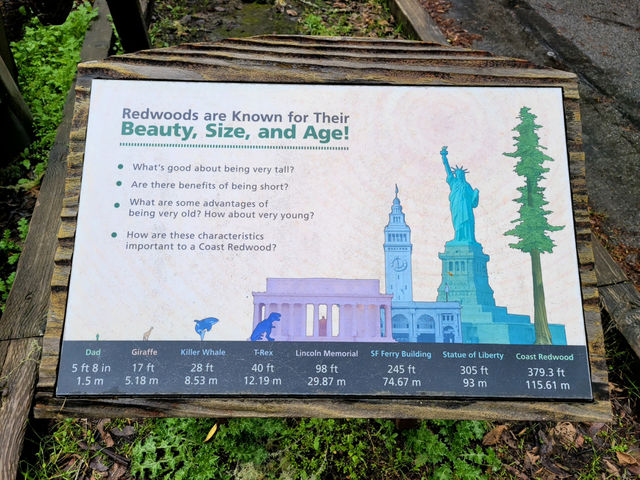 Redwoods are Known for Their
Beauty, Size, and Age!
What's good about being very tall?
Are there benefits of being short?
What are some advantages of
being very old? How about very young?
How are these characteristics
important to a Coast Redwood?
Dad Giraffe Killer Whale T-Rex Lincoln Memorial SF Ferry Building Statue of Liberty Coast Redwood
5 ft 8 in 17 ft 28 ft 40 ft 98 ft 245 ft 305 ft 379.3 ft
1.5 m 5.18 m 8.53 m 12.19 m 29.87 m 74.67 m 93 m 115.61 m